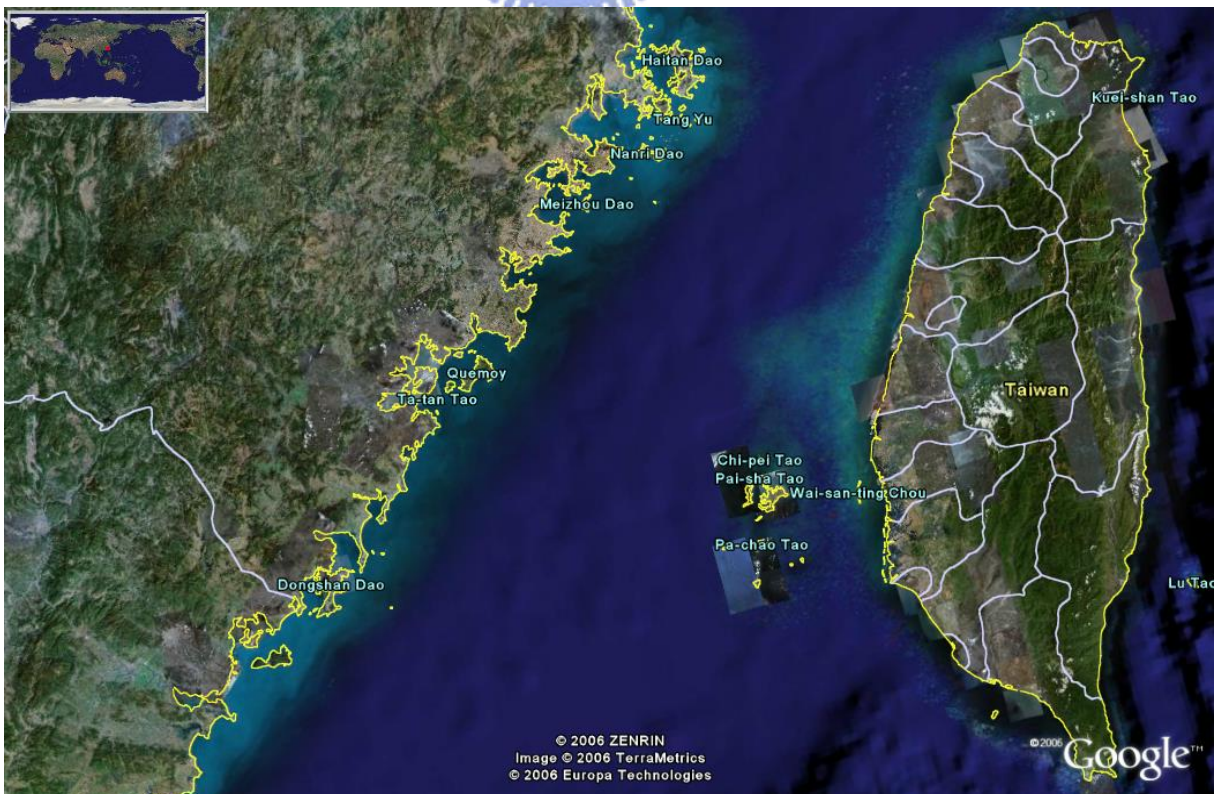 Haitan Dao
Kuei-shan Tao
Tang Yu
Nanri Dao
Meizhou Dao
Quemoy
Taiwan
Ta-tan Tao
Chi-pei Tao
Pai-sha Tao
Wai-san-ting Chou
Pa-chao Tao
Dongshan Dao
Lu Tao
© 2006 ZENRIN
Image © 2006 TerraMetrics
© 2006 Europa Technologies
© 2005 Google™